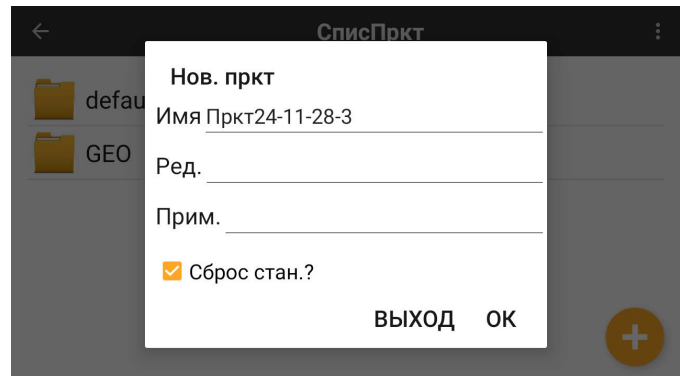 СписПркт
defau
GEO
Нов. пркт
Имя Пркт24-11-28-3
Ред.
Прим.
Сброс стан.?
ВЫХОД ОК